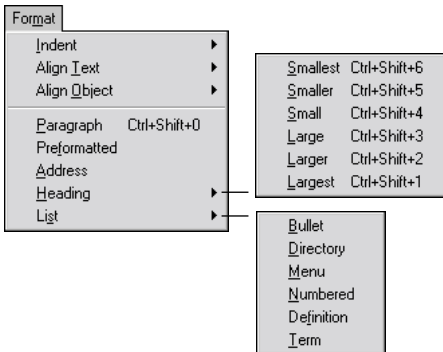 Format
Indent
Align Text
Align Object
Paragraph Ctrl+Shift+0
Preformatted
Address
Heading
List
Smallest Ctrl+Shift+6
Smaller Ctrl+Shift+5
Small Ctrl+Shift+4
Large Ctrl+Shift+3
Larger Ctrl+Shift+2
Largest Ctrl+Shift+1
Bullet
Directory
Menu
Numbered
Definition
Term